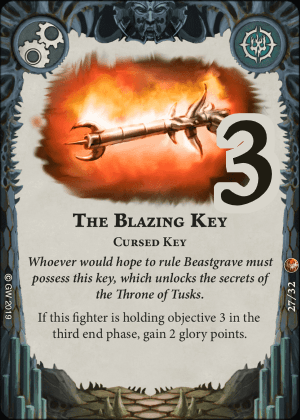 3
The Blazing Key
Cursed Key
Whoever would hope to rule Beastgrave must
possess this key, which unlocks the secrets of
the Throne of Tusks.
If this fighter is holding objective 3 in the
third end phase, gain 2 glory points.
© GW 2019
27/32